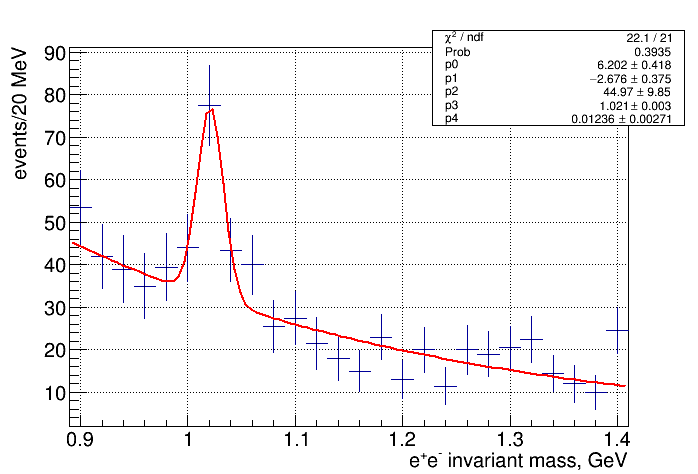 χ² / ndf 22.1 / 21
Prob 0.3935
p0 6.202 ± 0.418
p1 −2.676 ± 0.375
p2 44.97 ± 9.85
p3 1.021 ± 0.003
p4 0.01236 ± 0.00271
events/20 MeV
90
80
70
60
50
40
30
20
10
0.9 1 1.1 1.2 1.3 1.4
e⁺e⁻ invariant mass, GeV